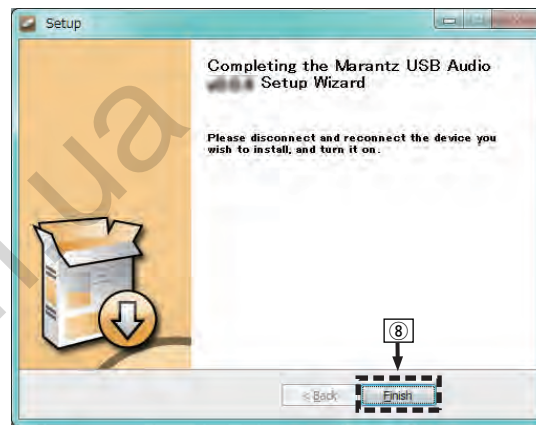 Setup
Completing the Marantz USB Audio
Setup Wizard
Please disconnect and reconnect the device you
wish to install, and turn it on.
⑧
< Back
Finish